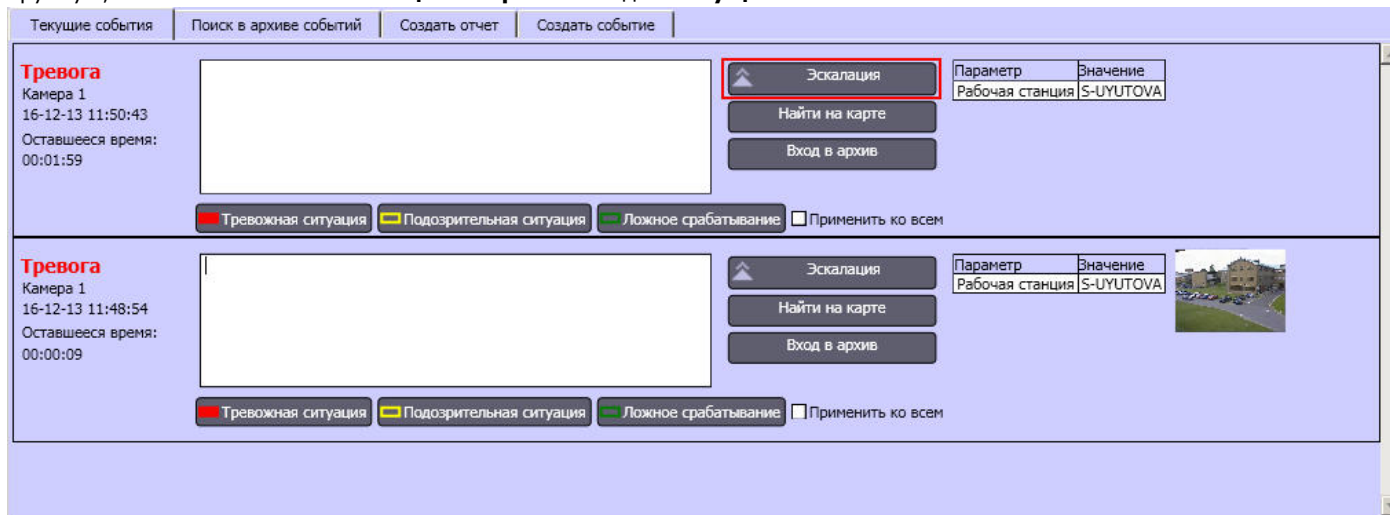 Текущие события Поиск в архиве событий Создать отчет Создать событие
Тревога
Камера 1
16-12-13 11:50:43
Оставшееся время:
00:01:59
Эскалация
Найти на карте
Вход в архив
Параметр Значение
Рабочая станция S-UYUTOVA
Тревожная ситуация Подозрительная ситуация Ложное срабатывание Применить ко всем
Тревога
Камера 1
16-12-13 11:48:54
Оставшееся время:
00:00:09
Эскалация
Найти на карте
Вход в архив
Параметр Значение
Рабочая станция S-UYUTOVA
Тревожная ситуация Подозрительная ситуация Ложное срабатывание Применить ко всем